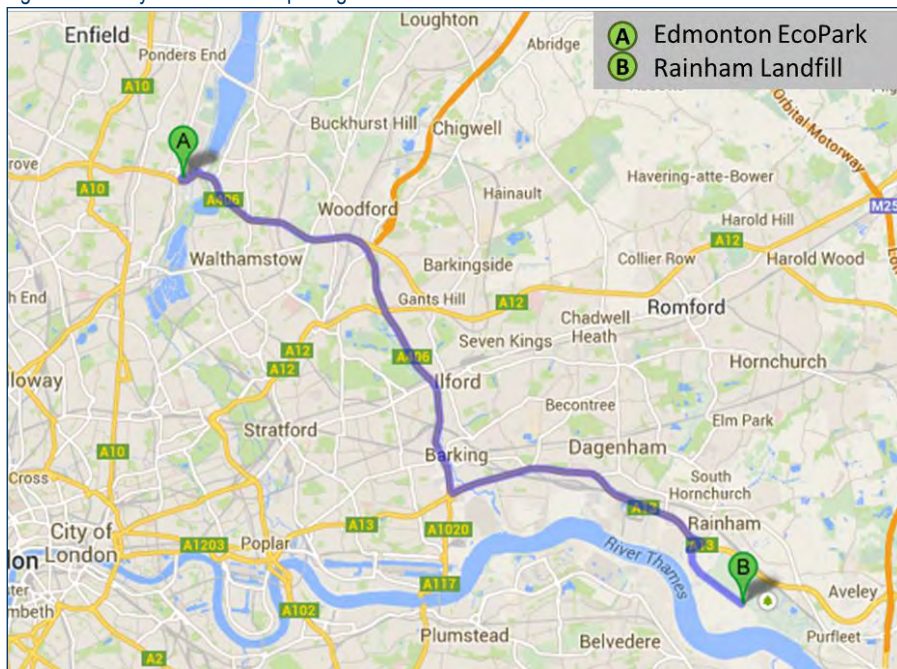 A Edmonton EcoPark
B Rainham Landfill
Enfield
Loughton
Ponders End
Abridge
A10
Buckhurst Hill
Chigwell
Orbital Motorway
A
A10
A406
Woodford
Hainault
Havering-atte-Bower
M25
Harold Hill
Walthamstow
Barkingside
Collier Row
A12
Harold Wood
Gants Hill
A12
Romford
Chadwell
Heath
Seven Kings
A12
A406
A12
Ilford
Hornchurch
Becontree
Elm Park
Stratford
Dagenham
A10
Barking
South
Hornchurch
Cross
A13
A1020
Rainham
City of
London
A1203
Poplar
River Thames
B
A117
Aveley
A102
Plumstead
Belvedere
Purfleet
A2